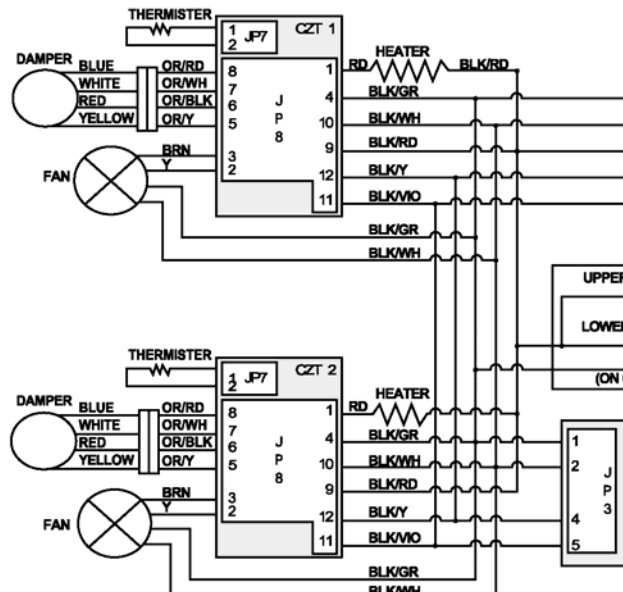 THERMISTER
1 JP7 CZT 1
2
DAMPER
BLUE OR/RD 8
WHITE OR/WH 7
RED OR/BLK 6
YELLOW OR/Y 5
J
P
8
1 RD HEATER BLK/RD
4 BLK/GR
10 BLK/WH
9 BLK/RD
12 BLK/Y
11 BLK/VIO
FAN
BRN 3
Y 2
BLK/GR
BLK/WH
UPPER
LOWER
(ON
THERMISTER
1 JP7 CZT 2
2
DAMPER
BLUE OR/RD 8
WHITE OR/WH 7
RED OR/BLK 6
YELLOW OR/Y 5
J
P
8
1 RD HEATER
4 BLK/GR
10 BLK/WH
9 BLK/RD
12 BLK/Y
11 BLK/VIO
FAN
BRN 3
Y 2
BLK/GR
BLK/WH
1
2
4
5
J
P
3